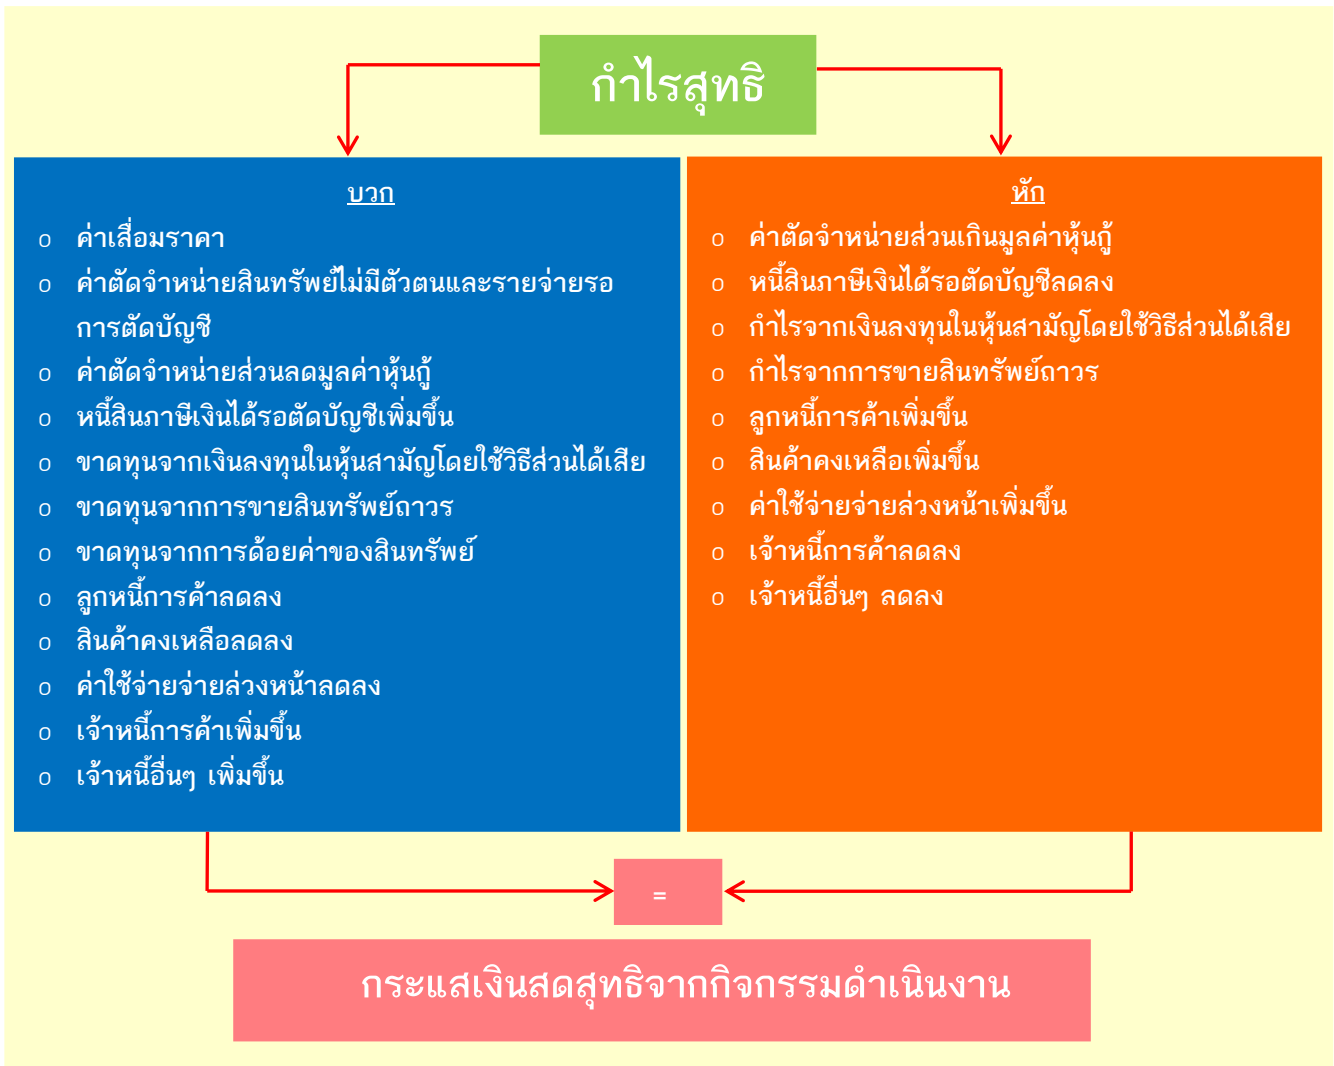 กำไรสุทธิ
บวก
o ค่าเสื่อมราคา
o ค่าตัดจำหน่ายสินทรัพย์ไม่มีตัวตนและรายจ่ายรอ
การตัดบัญชี
o ค่าตัดจำหน่ายส่วนลดมูลค่าหุ้นกู้
o หนี้สินภาษีเงินได้รอตัดบัญชีเพิ่มขึ้น
o ขาดทุนจากเงินลงทุนในหุ้นสามัญโดยใช้วิธีส่วนได้เสีย
o ขาดทุนจากการขายสินทรัพย์ถาวร
o ขาดทุนจากการด้อยค่าของสินทรัพย์
o ลูกหนี้การค้าลดลง
o สินค้าคงเหลือลดลง
o ค่าใช้จ่ายจ่ายล่วงหน้าลดลง
o เจ้าหนี้การค้าเพิ่มขึ้น
o เจ้าหนี้อื่นๆ เพิ่มขึ้น
หัก
o ค่าตัดจำหน่ายส่วนเกินมูลค่าหุ้นกู้
o หนี้สินภาษีเงินได้รอตัดบัญชีลดลง
o กำไรจากเงินลงทุนในหุ้นสามัญโดยใช้วิธีส่วนได้เสีย
o กำไรจากการขายสินทรัพย์ถาวร
o ลูกหนี้การค้าเพิ่มขึ้น
o สินค้าคงเหลือเพิ่มขึ้น
o ค่าใช้จ่ายจ่ายล่วงหน้าเพิ่มขึ้น
o เจ้าหนี้การค้าลดลง
o เจ้าหนี้อื่นๆ ลดลง
=
กระแสเงินสดสุทธิจากกิจกรรมดำเนินงาน